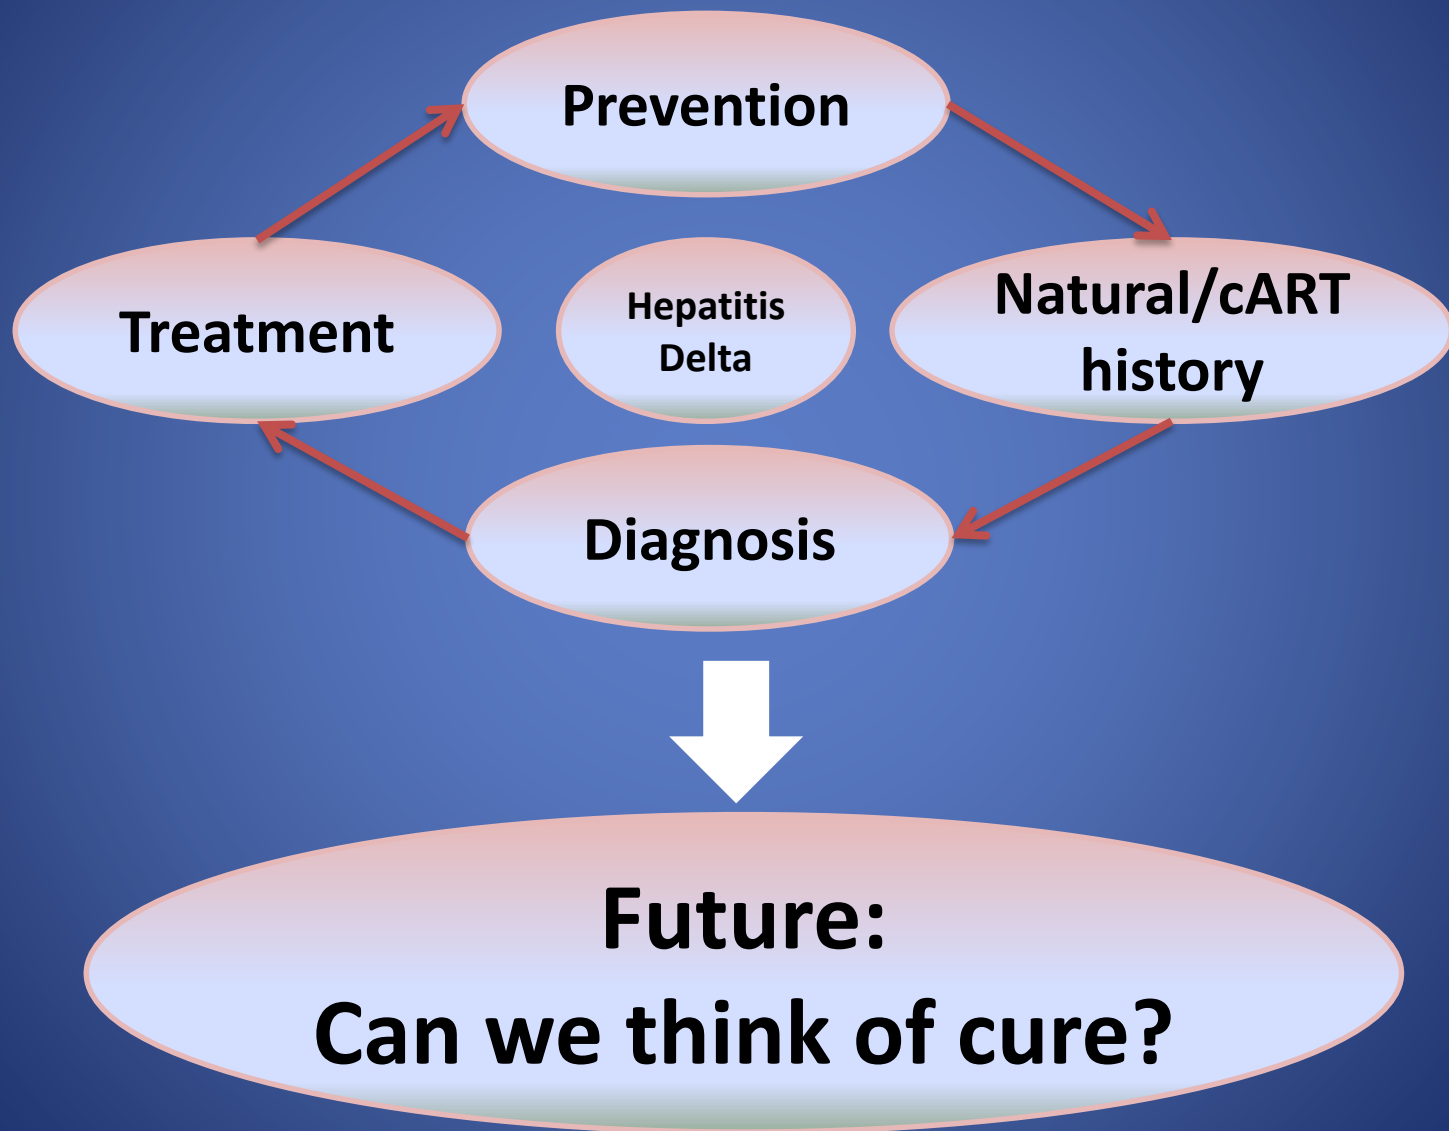 Prevention
Treatment
Hepatitis
Delta
Natural/cART
history
Diagnosis
Future:
Can we think of cure?